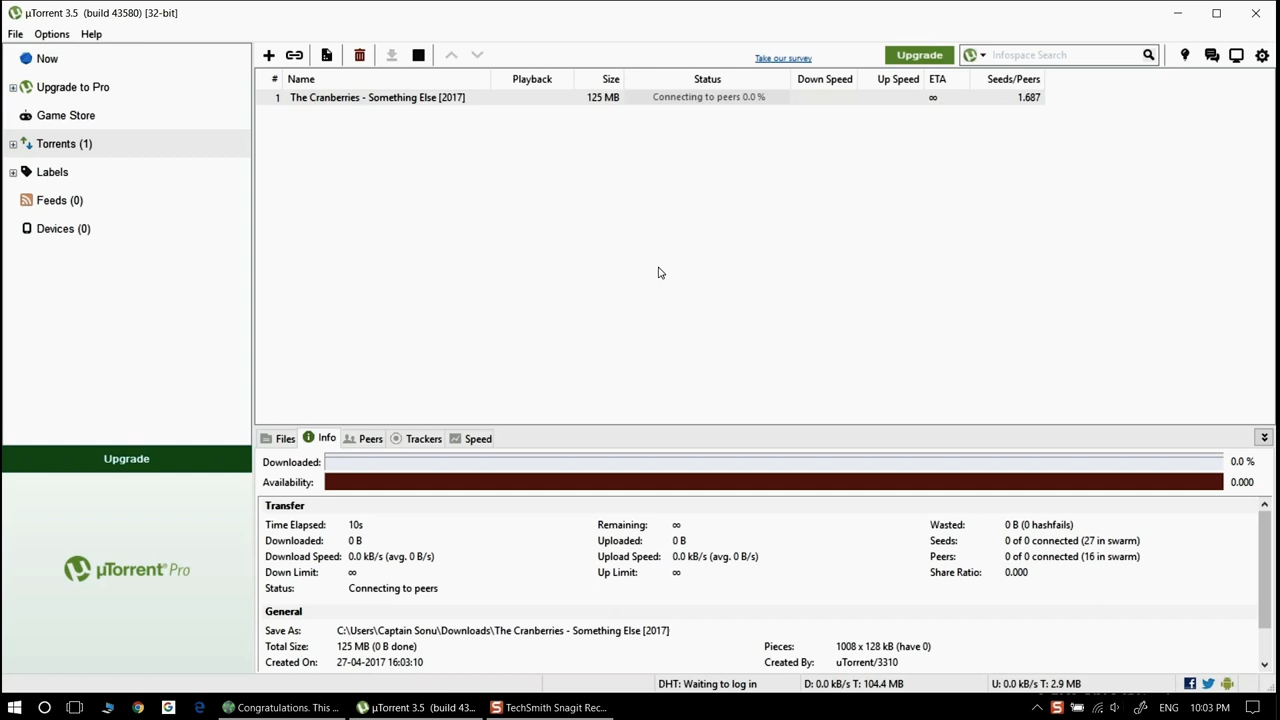 µTorrent 3.5 (build 43580) [32-bit]
File Options Help
Now
Upgrade to Pro
Game Store
Torrents (1)
Labels
Feeds (0)
Devices (0)
Upgrade
µTorrent® Pro
Take our survey
Upgrade
Infospace Search
# Name Playback Size Status Down Speed Up Speed ETA Seeds/Peers
1 The Cranberries - Something Else [2017] 125 MB Connecting to peers 0.0 % ∞ 1.687
Files Info Peers Trackers Speed
Downloaded: 0.0 %
Availability: 0.000
Transfer
Time Elapsed: 10s Remaining: ∞ Wasted: 0 B (0 hashfails)
Downloaded: 0 B Uploaded: 0 B Seeds: 0 of 0 connected (27 in swarm)
Download Speed: 0.0 kB/s (avg. 0 B/s) Upload Speed: 0.0 kB/s (avg. 0 B/s) Peers: 0 of 0 connected (16 in swarm)
Down Limit: ∞ Up Limit: ∞ Share Ratio: 0.000
Status: Connecting to peers
General
Save As: C:\Users\Captain Sonu\Downloads\The Cranberries - Something Else [2017]
Total Size: 125 MB (0 B done) Pieces: 1008 x 128 kB (have 0)
Created On: 27-04-2017 16:03:10 Created By: uTorrent/3310
DHT: Waiting to log in D: 0.0 kB/s T: 104.4 MB U: 0.0 kB/s T: 2.9 MB
Congratulations. This ... µTorrent 3.5 (build 43... TechSmith Snagit Rec... ENG 10:03 PM